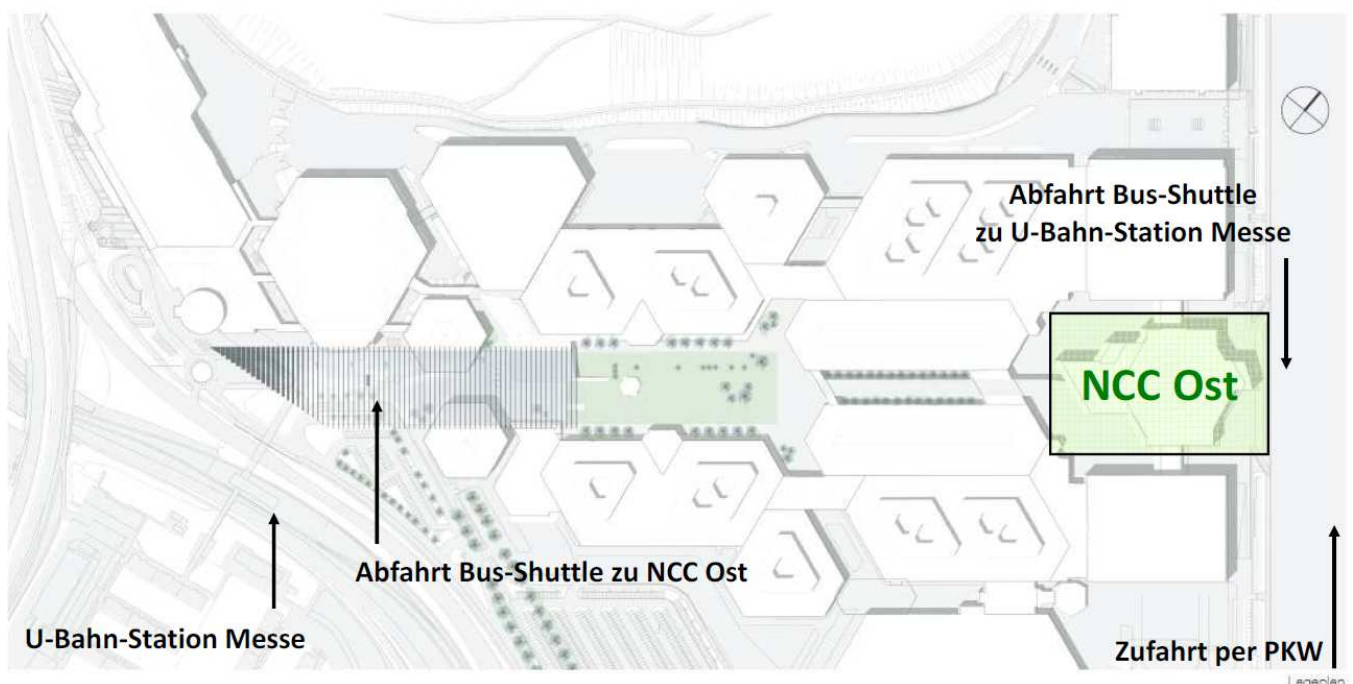 Abfahrt Bus-Shuttle
zu U-Bahn-Station Messe
NCC Ost
Abfahrt Bus-Shuttle zu NCC Ost
U-Bahn-Station Messe
Zufahrt per PKW
Lageplan